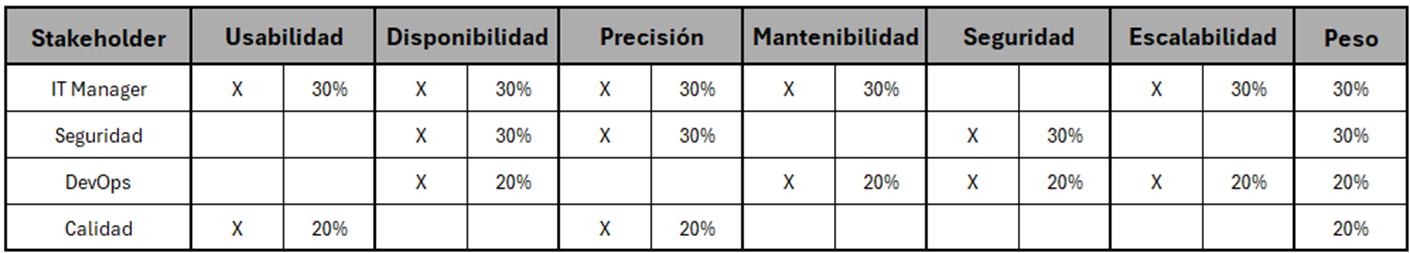 Stakeholder Usabilidad Disponibilidad Precisión Mantenibilidad Seguridad Escalabilidad Peso
IT Manager X 30% X 30% X 30% X 30% X 30% 30%
Seguridad X 30% X 30% X 30% 30%
DevOps X 20% X 20% X 20% X 20% 20%
Calidad X 20% X 20% 20%